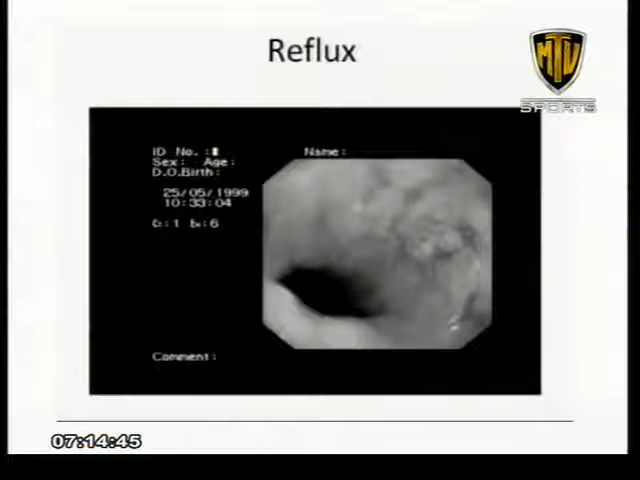 Reflux
MTV
SPORTS
ID No. :
Name:
Sex: Age:
D.O.Birth:
25/05/1999
10:33:04
Comment:
07:14:45